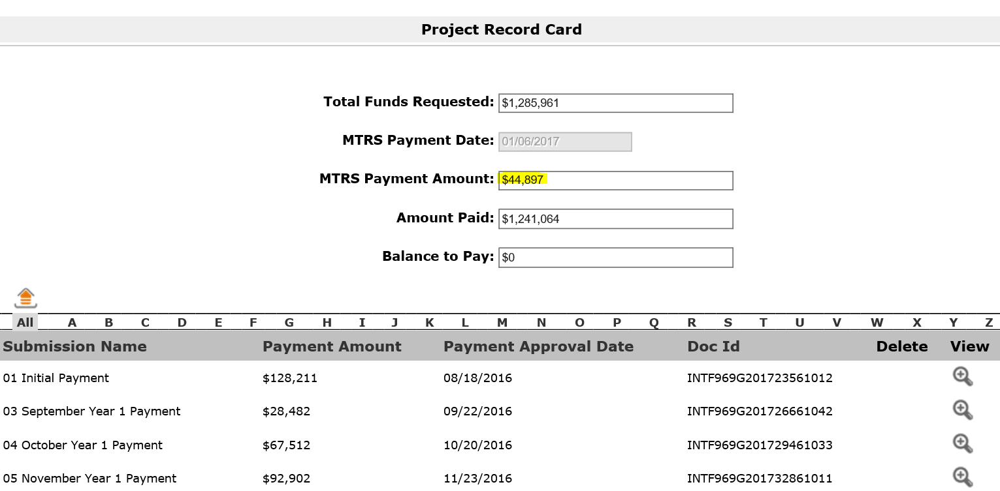 Project Record Card
Total Funds Requested: $1,285,961
MTRS Payment Date: 01/06/2017
MTRS Payment Amount: $44,897
Amount Paid: $1,241,064
Balance to Pay: $0
All A B C D E F G H I J K L M N O P Q R S T U V W X Y Z
Submission Name Payment Amount Payment Approval Date Doc Id Delete View
01 Initial Payment $128,211 08/18/2016 INTF969G201723561012
03 September Year 1 Payment $28,482 09/22/2016 INTF969G201726661042
04 October Year 1 Payment $67,512 10/20/2016 INTF969G201729461033
05 November Year 1 Payment $92,902 11/23/2016 INTF969G201732861011